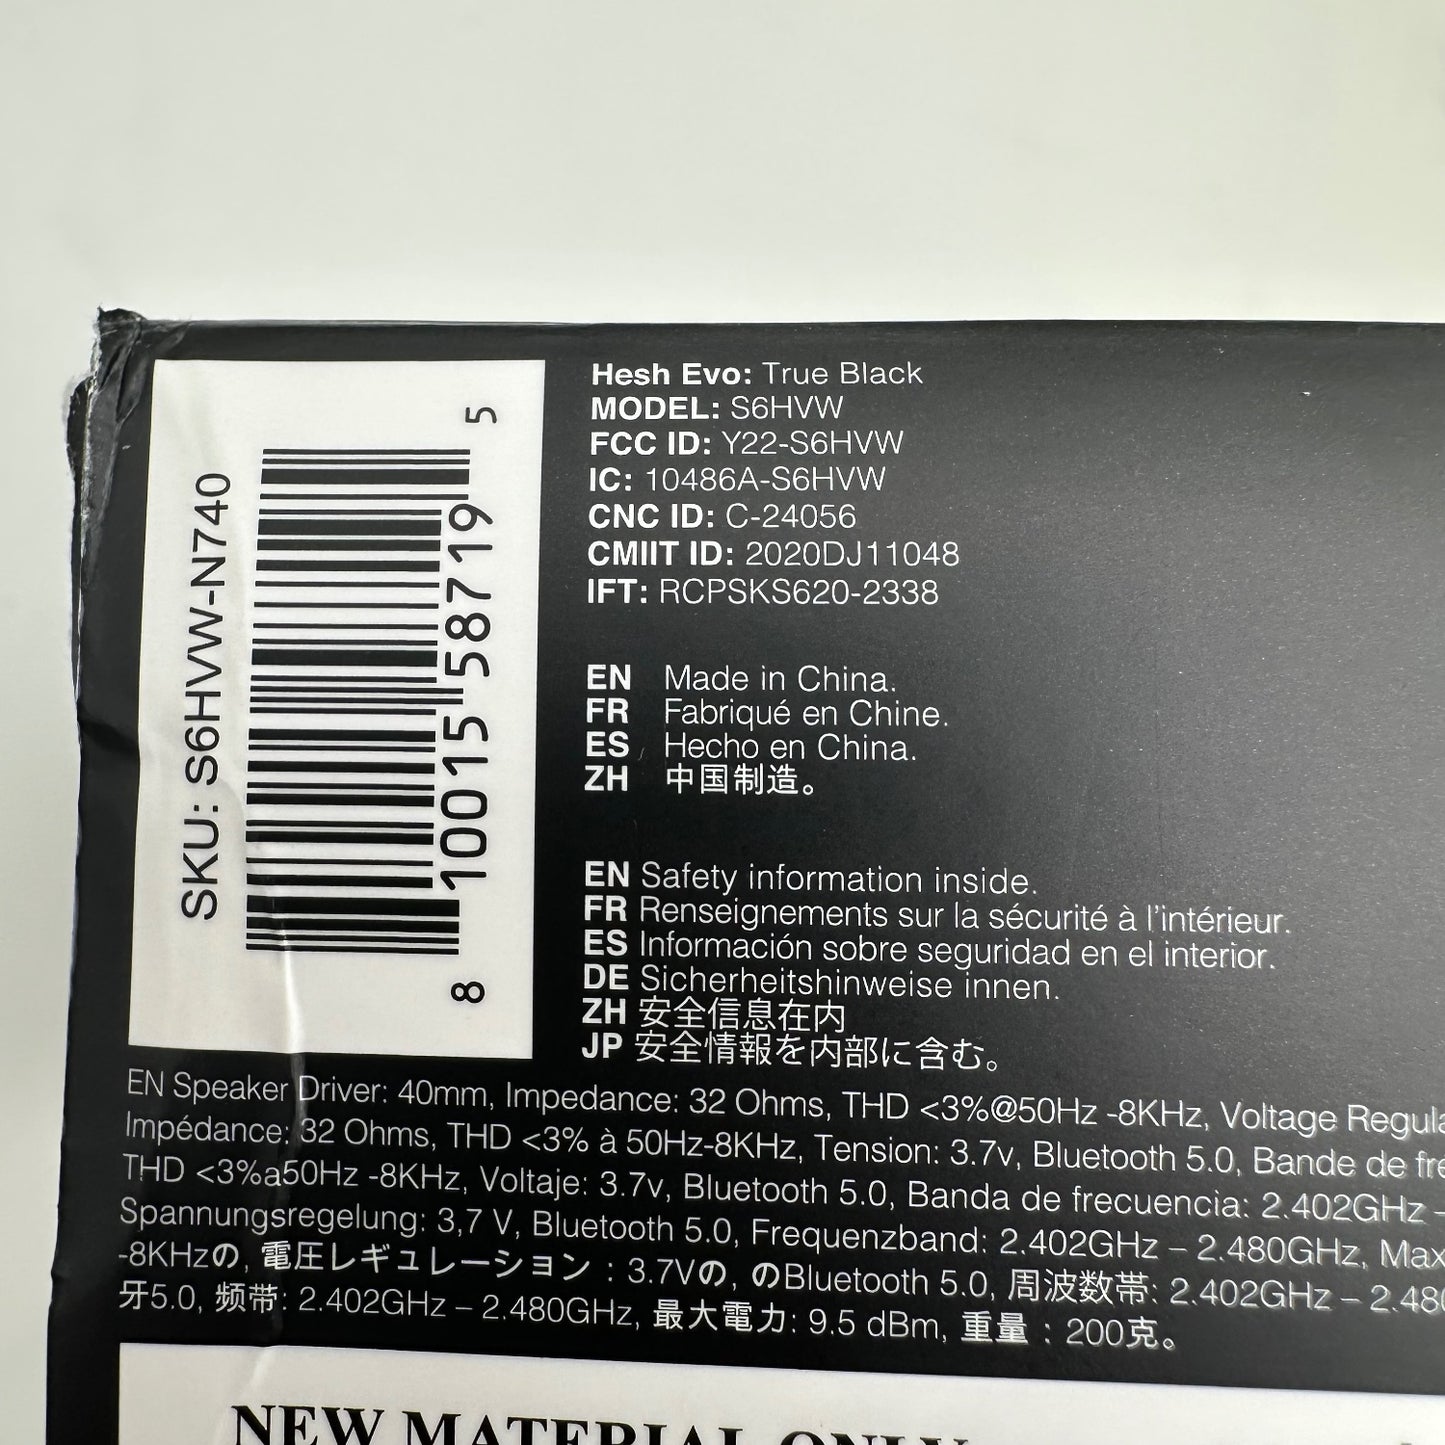 SKU: S6HVW-N740
8 10015 58719 5
Hesh Evo: True Black
MODEL: S6HVW
FCC ID: Y22-S6HVW
IC: 10486A-S6HVW
CNC ID: C-24056
CMIIT ID: 2020DJ11048
IFT: RCPSKS620-2338
EN Made in China.
FR Fabriqué en Chine.
ES Hecho en China.
ZH 中国制造。
EN Safety information inside.
FR Renseignements sur la sécurité à l'intérieur.
ES Información sobre seguridad en el interior.
DE Sicherheitshinweise innen.
ZH 安全信息在内
JP 安全情報を内部に含む。
EN Speaker Driver: 40mm, Impedance: 32 Ohms, THD <3%@50Hz -8KHz, Voltage
Impédance: 32 Ohms, THD <3% à 50Hz-8KHz, Tension: 3.7v, Bluetooth 5.0, Bande de
THD <3%a50Hz -8KHz, Voltaje: 3.7v, Bluetooth 5.0, Banda de frecuencia: 2.402GHz –
Spannungsregelung: 3,7 V, Bluetooth 5.0, Frequenzband: 2.402GHz – 2.480GHz, Max
-8KHzの, 電圧レギュレーション : 3.7Vの, のBluetooth 5.0, 周波数帯: 2.402GHz –
牙5.0, 频带: 2.402GHz – 2.480GHz, 最大電力: 9.5 dBm, 重量 : 200克。
NEW MATERIAL ONLY